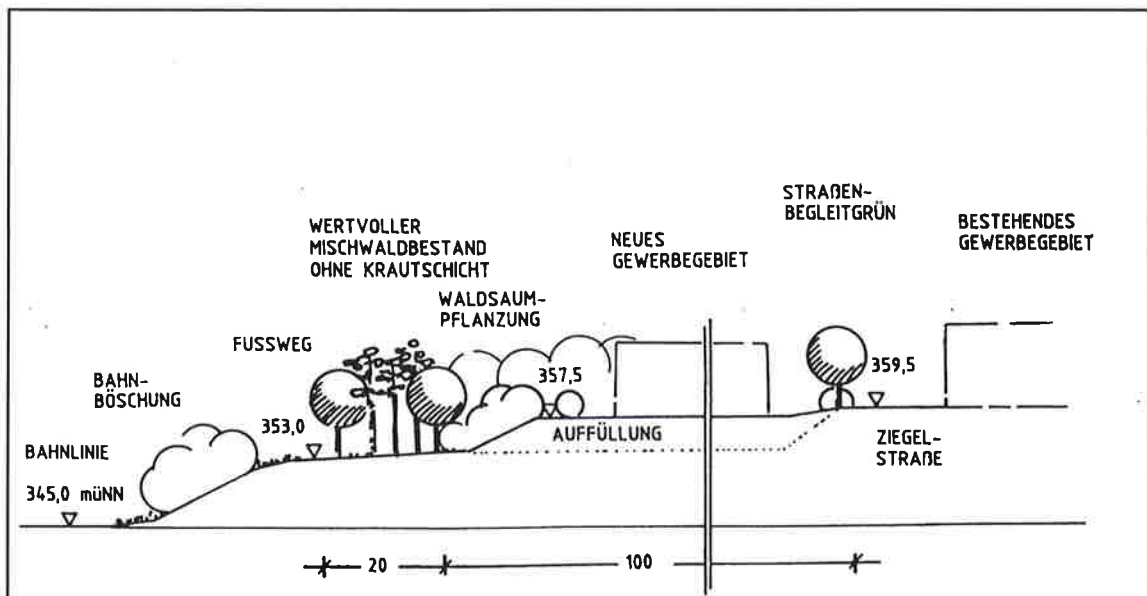 STRAßEN-
BEGLEITGRÜN
BESTEHENDES
GEWERBEGEBIET
WERTVOLLER
MISCHWALDBESTAND
OHNE KRAUTSCHICHT
NEUES
GEWERBEGEBIET
WALDSAUM-
PFLANZUNG
FUSSWEG
BAHN-
BÖSCHUNG
357,5
359,5
353,0
AUFFÜLLUNG
ZIEGEL-
STRAßE
BAHNLINIE
345,0 müNN
20
100